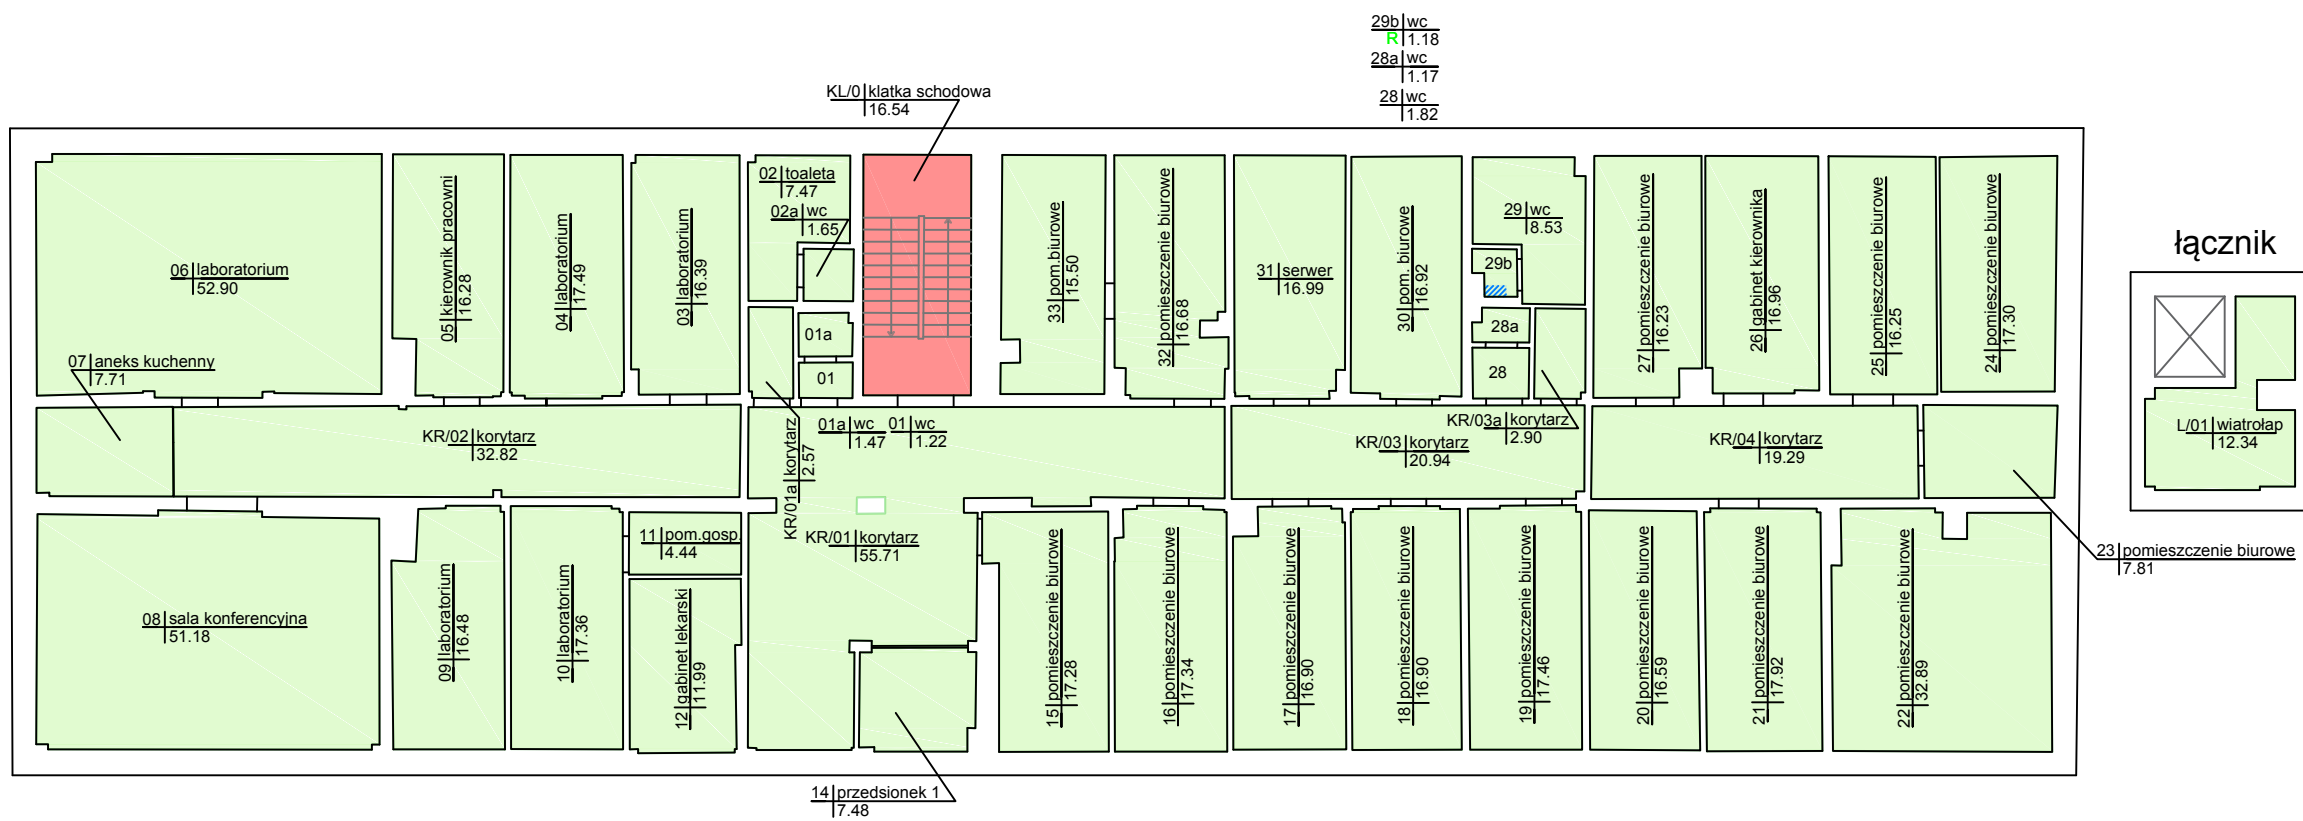 29b wc
R 1.18
28a wc
1.17
28 wc
1.82
KL/0 klatka schodowa
16.54
02 toaleta
7.47
02a wc
1.65
06 laboratorium
52.90
05 kierownik pracowni
16.28
04 laboratorium
17.49
03 laboratorium
16.39
01a
01
33 pom.biurowe
15.50
32 pomieszczenie biurowe
16.68
31 serwer
16.99
30 pom. biurowe
16.92
29 wc
8.53
29b
28a
28
27 pomieszczenie biurowe
16.23
26 gabinet kierownika
16.96
25 pomieszczenie biurowe
16.25
24 pomieszczenie biurowe
17.30
łącznik
L/01 wiatrołap
12.34
07 aneks kuchenny
7.71
KR/02 korytarz
32.82
KR/01a korytarz
2.57
01a wc
1.47
01 wc
1.22
KR/03 korytarz
20.94
KR/03a korytarz
2.90
KR/04 korytarz
19.29
23 pomieszczenie biurowe
7.81
08 sala konferencyjna
51.18
09 laboratorium
16.48
10 laboratorium
17.36
11 pom.gosp.
4.44
12 gabinet lekarski
11.99
KR/01 korytarz
55.71
15 pomieszczenie biurowe
17.28
16 pomieszczenie biurowe
17.34
17 pomieszczenie biurowe
16.90
18 pomieszczenie biurowe
16.90
19 pomieszczenie biurowe
17.46
20 pomieszczenie biurowe
16.59
21 pomieszczenie biurowe
17.92
22 pomieszczenie biurowe
32.89
14 przedsionek 1
7.48